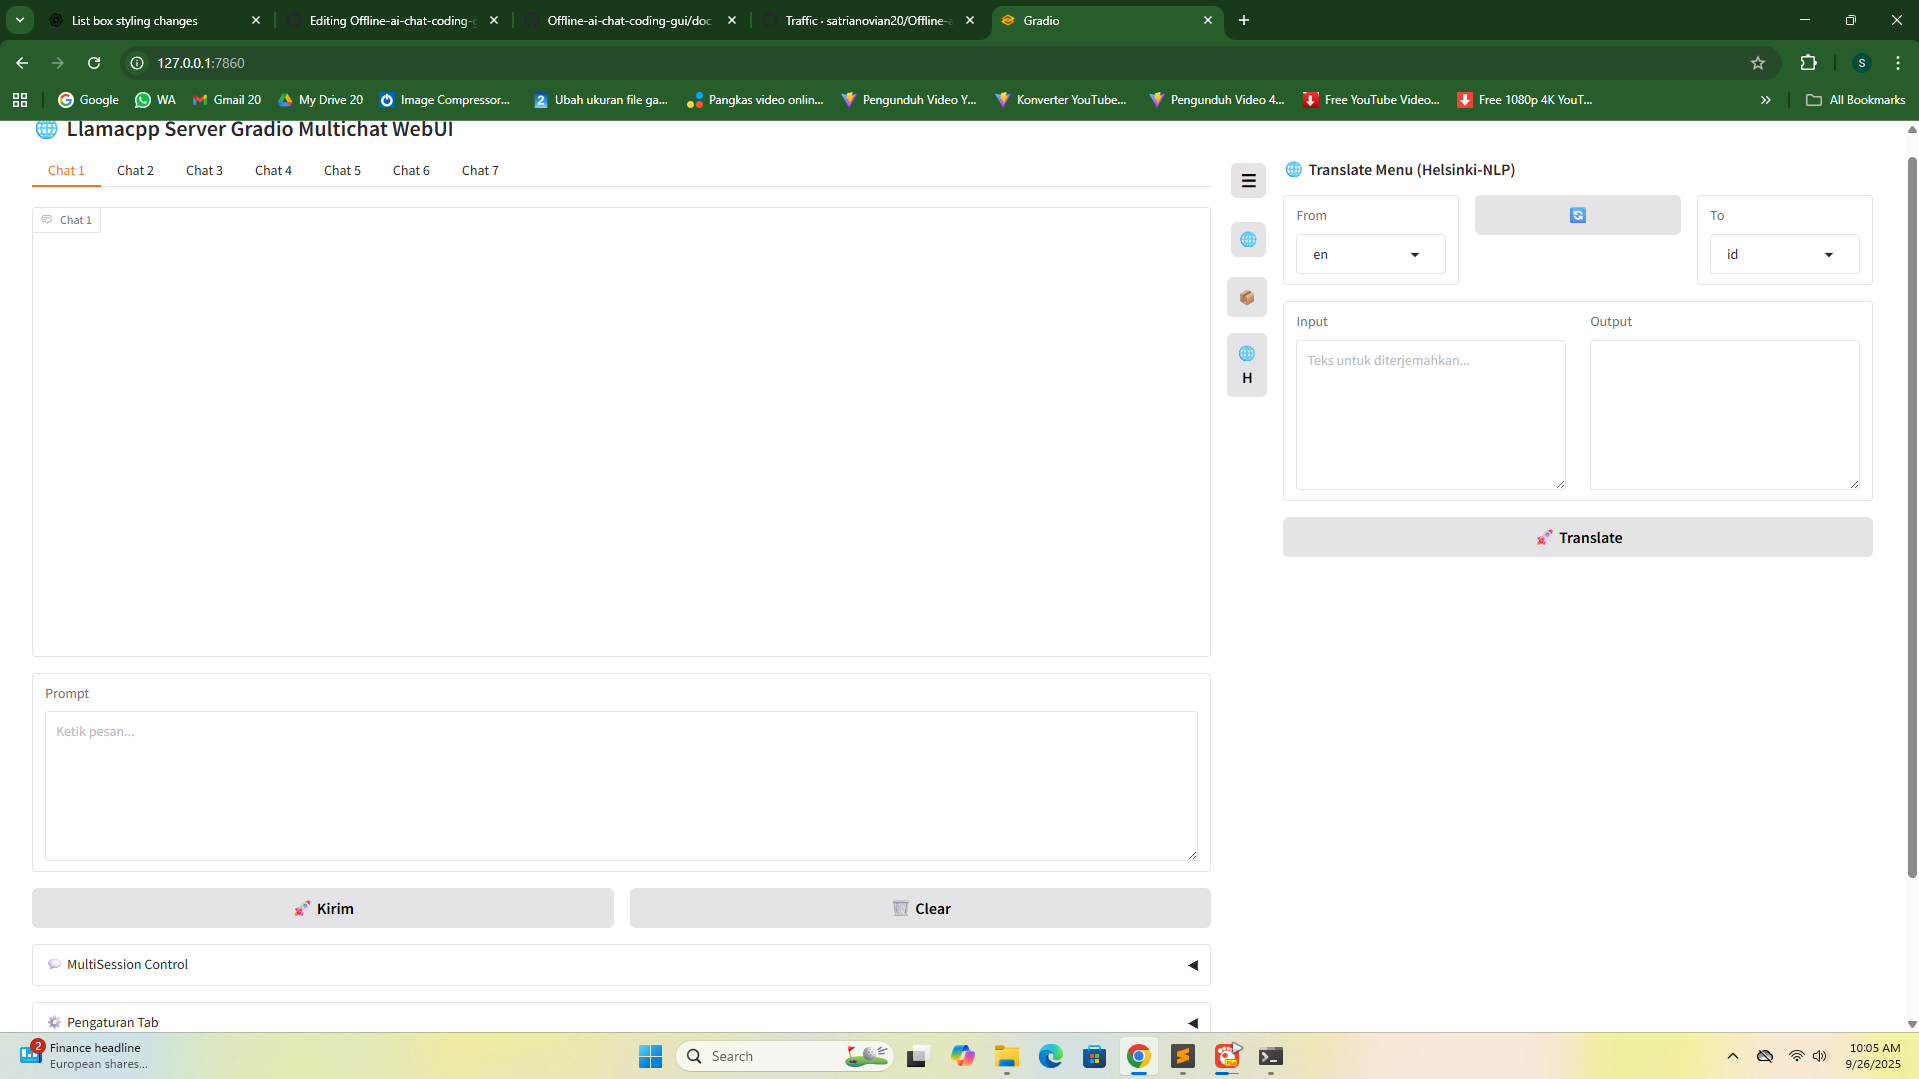 List box styling changes
Editing Offline-ai-chat-coding-g
Offline-ai-chat-coding-gui/doc
Traffic · satrianovian20/Offline-a
Gradio
127.0.0.1:7860
S
Google
WA
Gmail 20
My Drive 20
Image Compressor...
Ubah ukuran file ga...
Pangkas video onlin...
Pengunduh Video Y...
Konverter YouTube...
Pengunduh Video 4...
Free YouTube Video...
Free 1080p 4K YouT...
All Bookmarks
Llamacpp Server Gradio Multichat WebUI
Chat 1
Chat 2
Chat 3
Chat 4
Chat 5
Chat 6
Chat 7
Chat 1
H
Translate Menu (Helsinki-NLP)
From
en
To
id
Input
Teks untuk diterjemahkan...
Output
Translate
Prompt
Ketik pesan...
Kirim
Clear
MultiSession Control
Pengaturan Tab
2
Finance headline
European shares...
Search
10:05 AM
9/26/2025